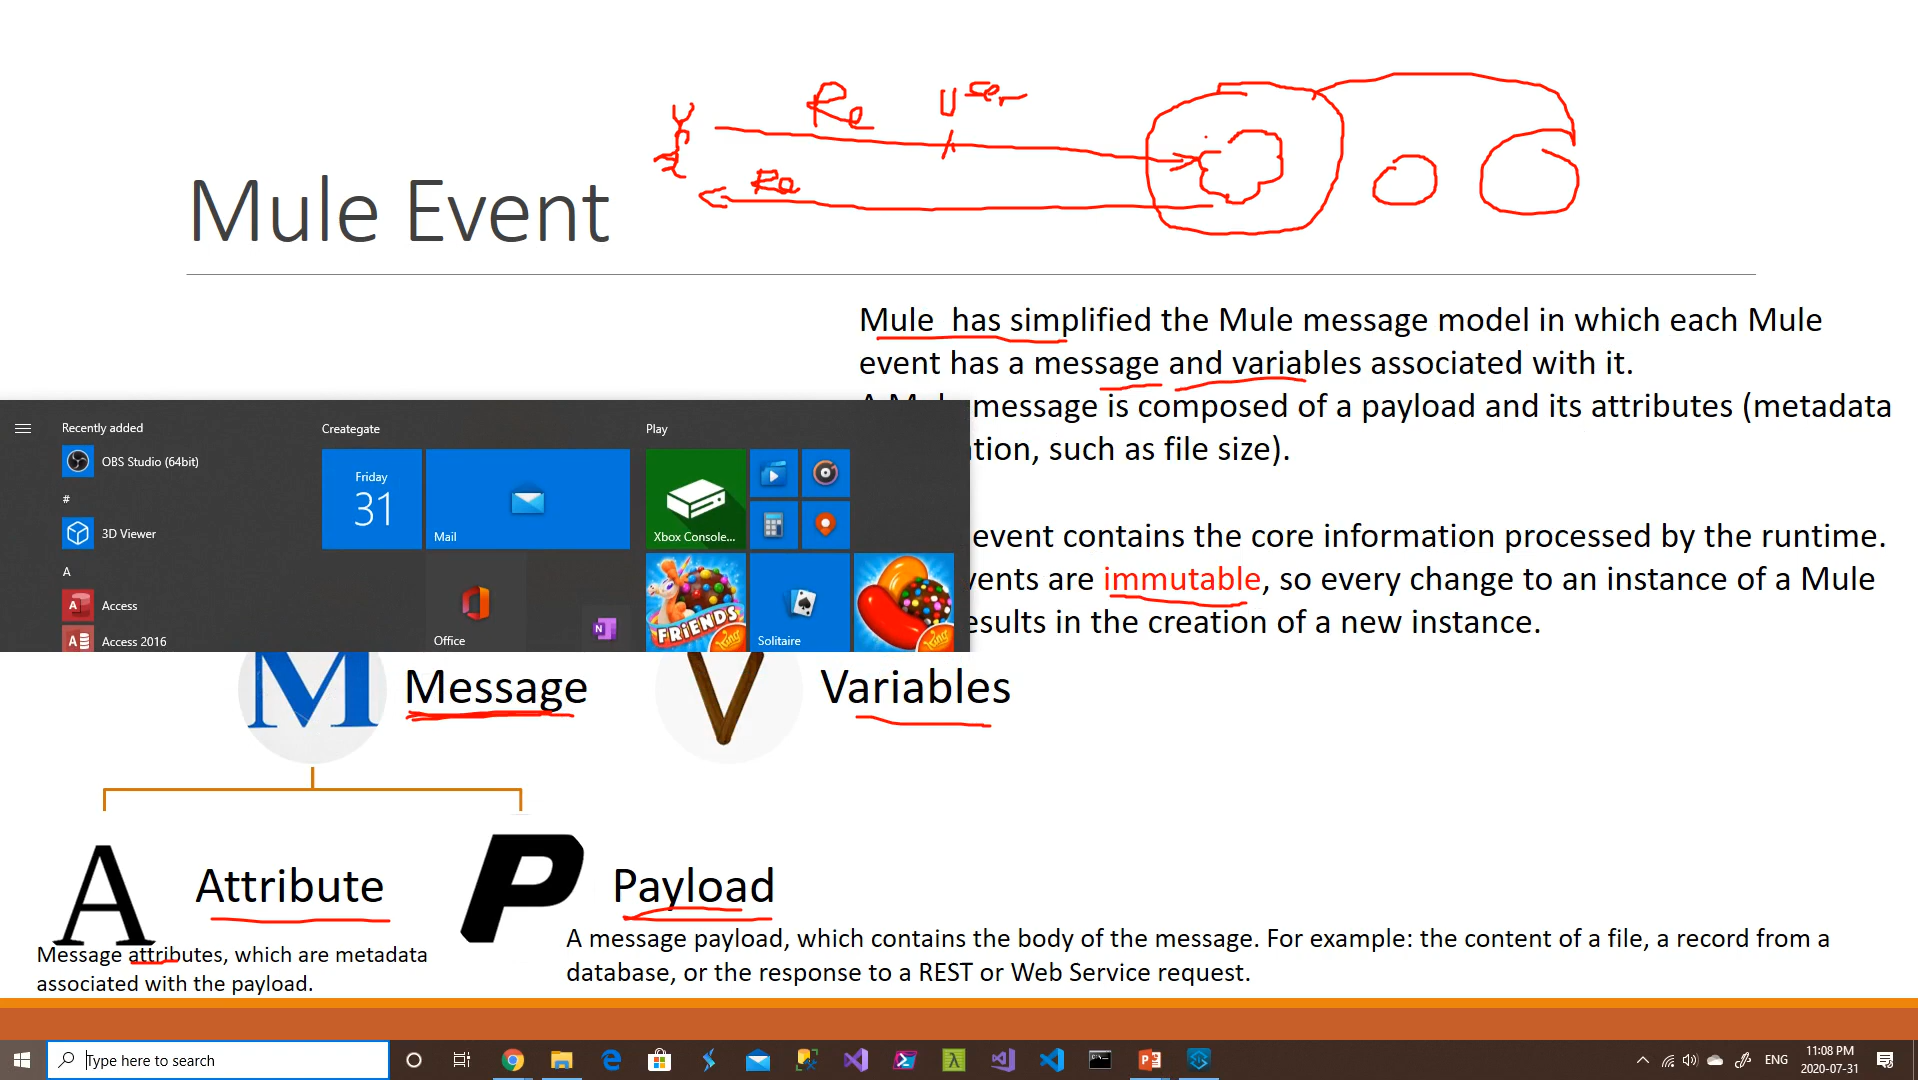 Re
User
Re
Mule Event
Mule has simplified the Mule message model in which each Mule
event has a message and variables associated with it.
message is composed of a payload and its attributes (metadata
, such as file size).
event contains the core information processed by the runtime.
are immutable, so every change to an instance of a Mule
in the creation of a new instance.
Recently added
OBS Studio (64bit)
#
3D Viewer
A
Access
Access 2016
Creategate
Friday
31
Mail
Office
Play
Xbox Console...
FRIENDS
King
Solitaire
King
M
Message
V
Variables
A
Attribute
Message attributes, which are metadata
associated with the payload.
P
Payload
A message payload, which contains the body of the message. For example: the content of a file, a record from a
database, or the response to a REST or Web Service request.
Type here to search
ENG
11:08 PM
2020-07-31